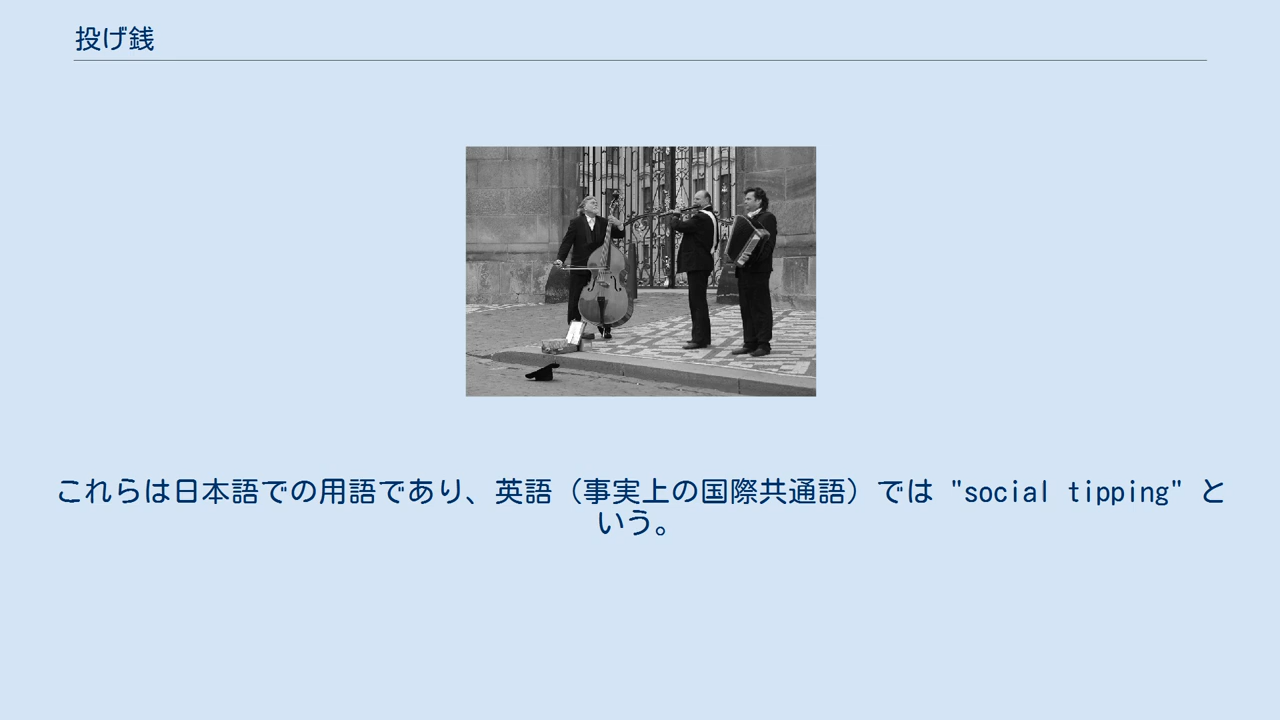 投げ銭
これらは日本語での用語であり、英語（事実上の国際共通語）では "social tipping" と
いう。